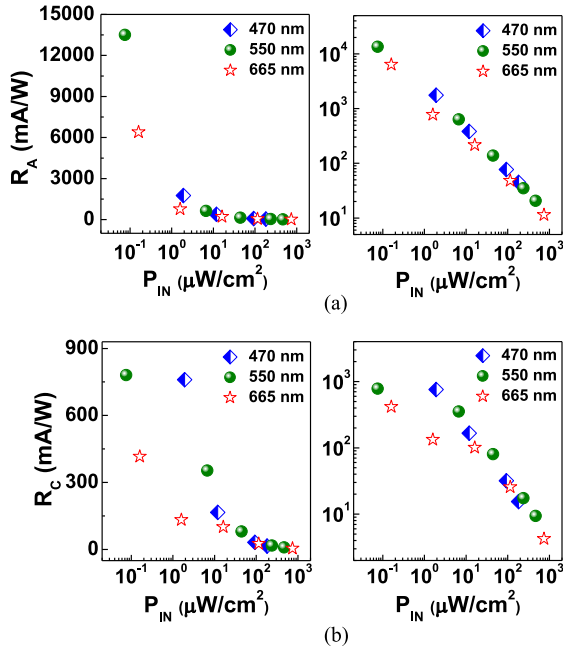 (a)
15000
12000
9000
6000
3000
0
R_A (mA/W)
470 nm
550 nm
665 nm
10^-1 10^0 10^1 10^2 10^3
P_IN (μW/cm²)
10^4
10^3
10^2
10^1
470 nm
550 nm
665 nm
10^-1 10^0 10^1 10^2 10^3
P_IN (μW/cm²)
(b)
900
600
300
0
R_C (mA/W)
470 nm
550 nm
665 nm
10^-1 10^0 10^1 10^2 10^3
P_IN (μW/cm²)
10^3
10^2
10^1
470 nm
550 nm
665 nm
10^-1 10^0 10^1 10^2 10^3
P_IN (μW/cm²)